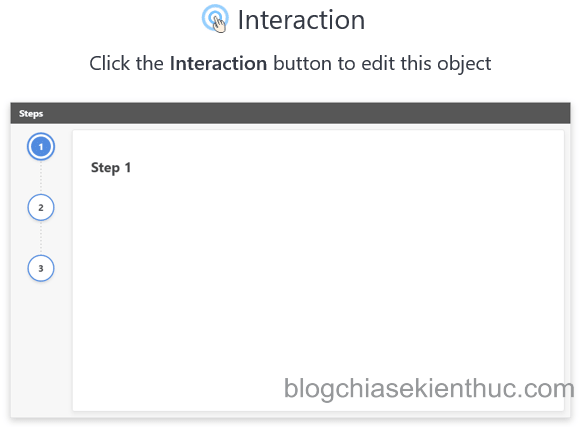 Interaction
Click the Interaction button to edit this object
Steps
1
Step 1
2
3
blogchiasekienthuc.com